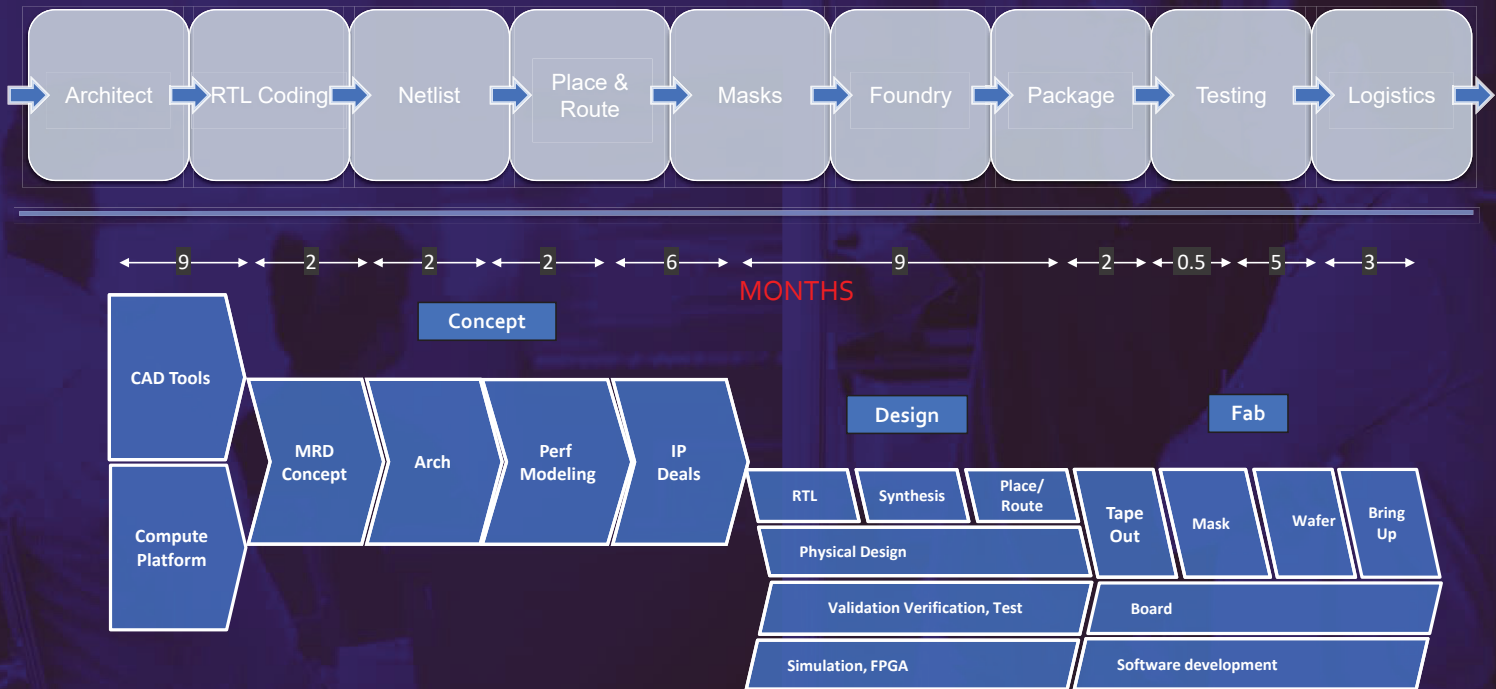 Architect
RTL Coding
Netlist
Place &
Route
Masks
Foundry
Package
Testing
Logistics
9
2
2
2
6
9
2
0.5
5
3
MONTHS
Concept
CAD Tools
Compute
Platform
MRD
Concept
Arch
Perf
Modeling
IP
Deals
Design
Fab
RTL
Synthesis
Place/
Route
Tape
Out
Mask
Wafer
Bring
Up
Physical Design
Validation Verification, Test
Board
Simulation, FPGA
Software development